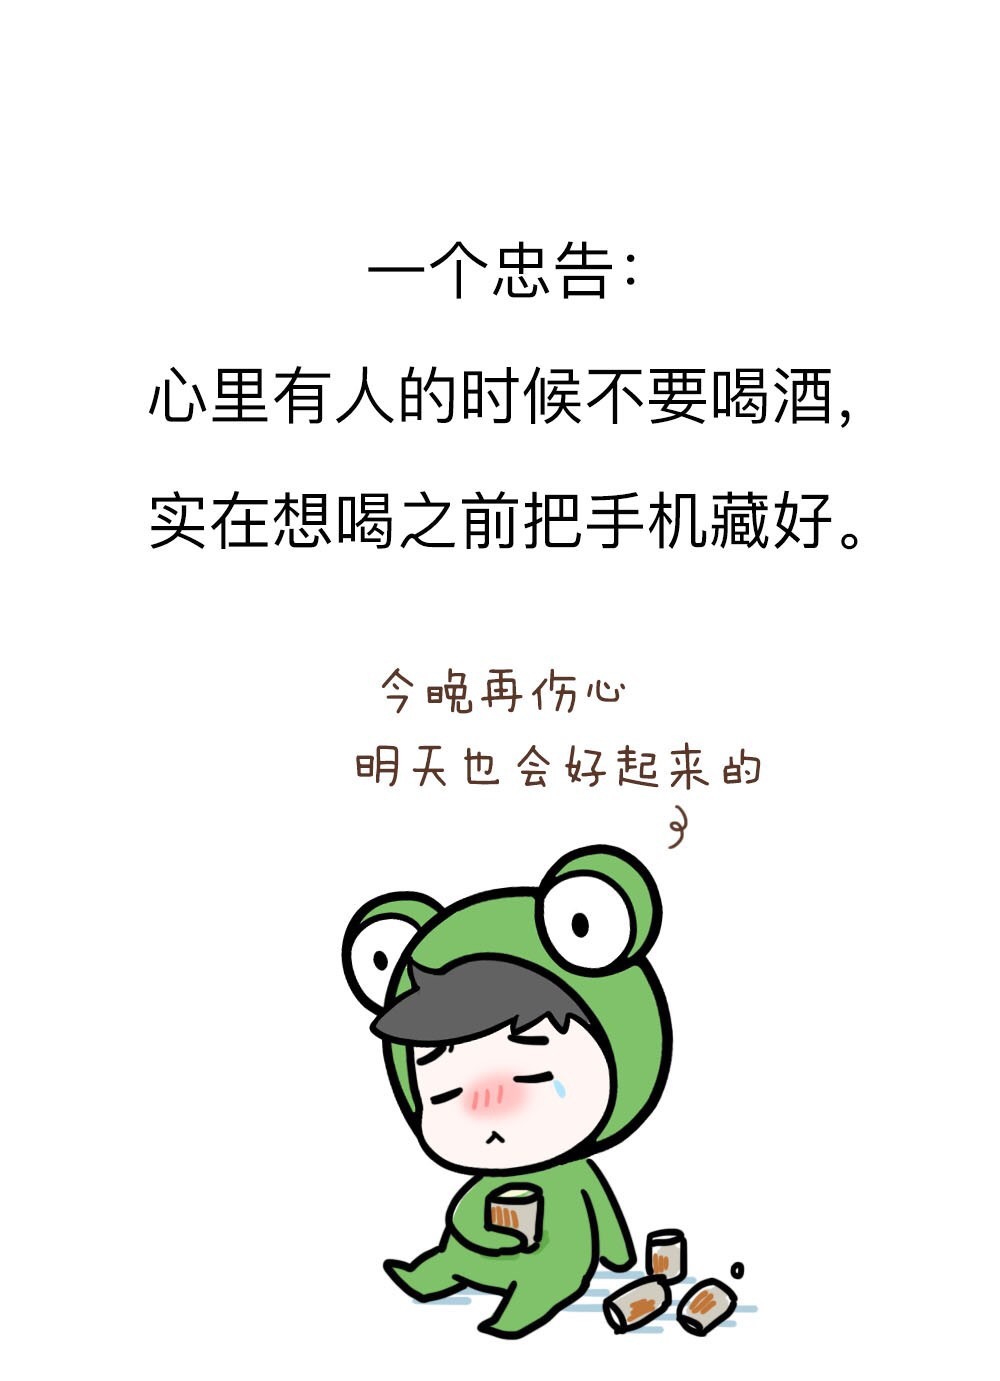 一个忠告：
心里有人的时候不要喝酒，
实在想喝之前把手机藏好。
今晚再伤心
明天也会好起来的